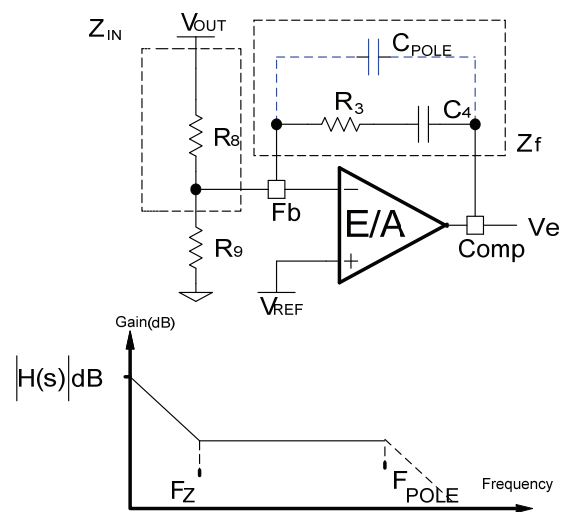 ZIN
VOUT
CPOLE
R3
C4
R8
Zf
Fb
E/A
Ve
Comp
R9
VREF
Gain(dB)
|H(s)|dB
FZ
FPOLE
Frequency